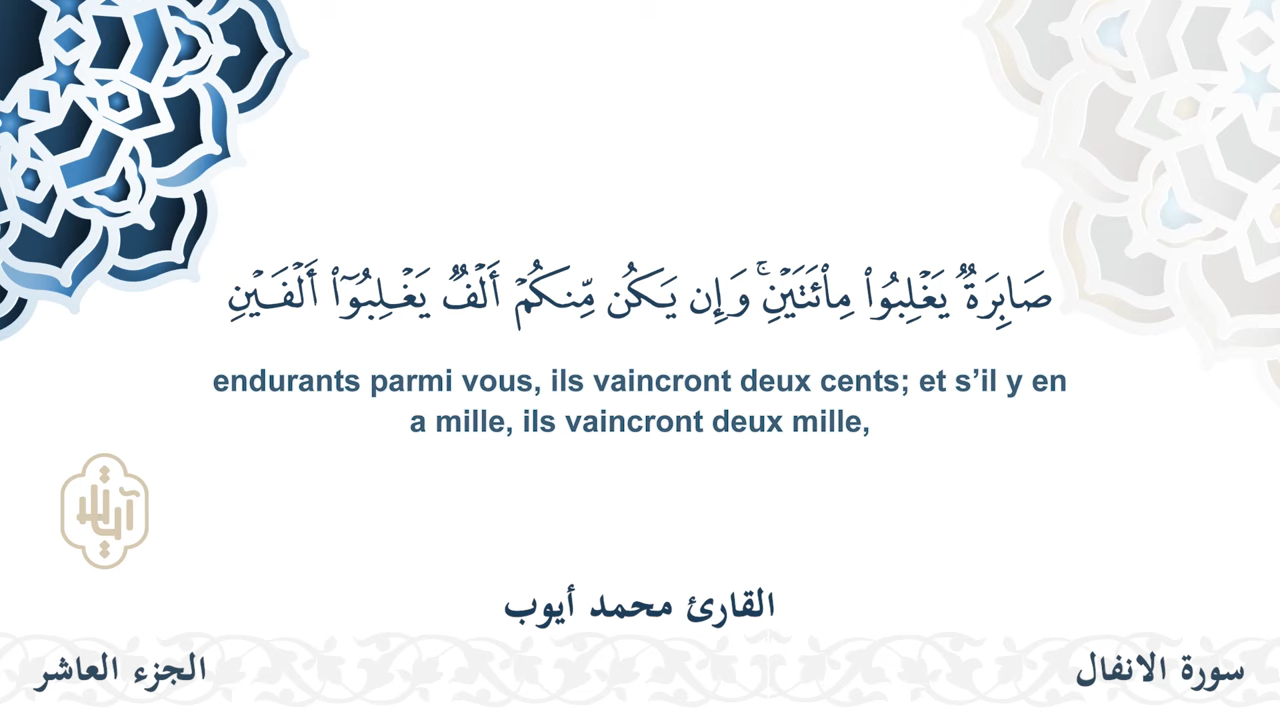 صَابِرَةٌ يَغْلِبُوا۟ مِا۟ئَتَيْنِ ۚ وَإِن يَكُن مِّنكُمْ أَلْفٌ يَغْلِبُوٓا۟ أَلْفَيْنِ
endurants parmi vous, ils vaincront deux cents; et s’il y en
a mille, ils vaincront deux mille,
القارئ محمد أيوب
سورة الانفال
الجزء العاشر